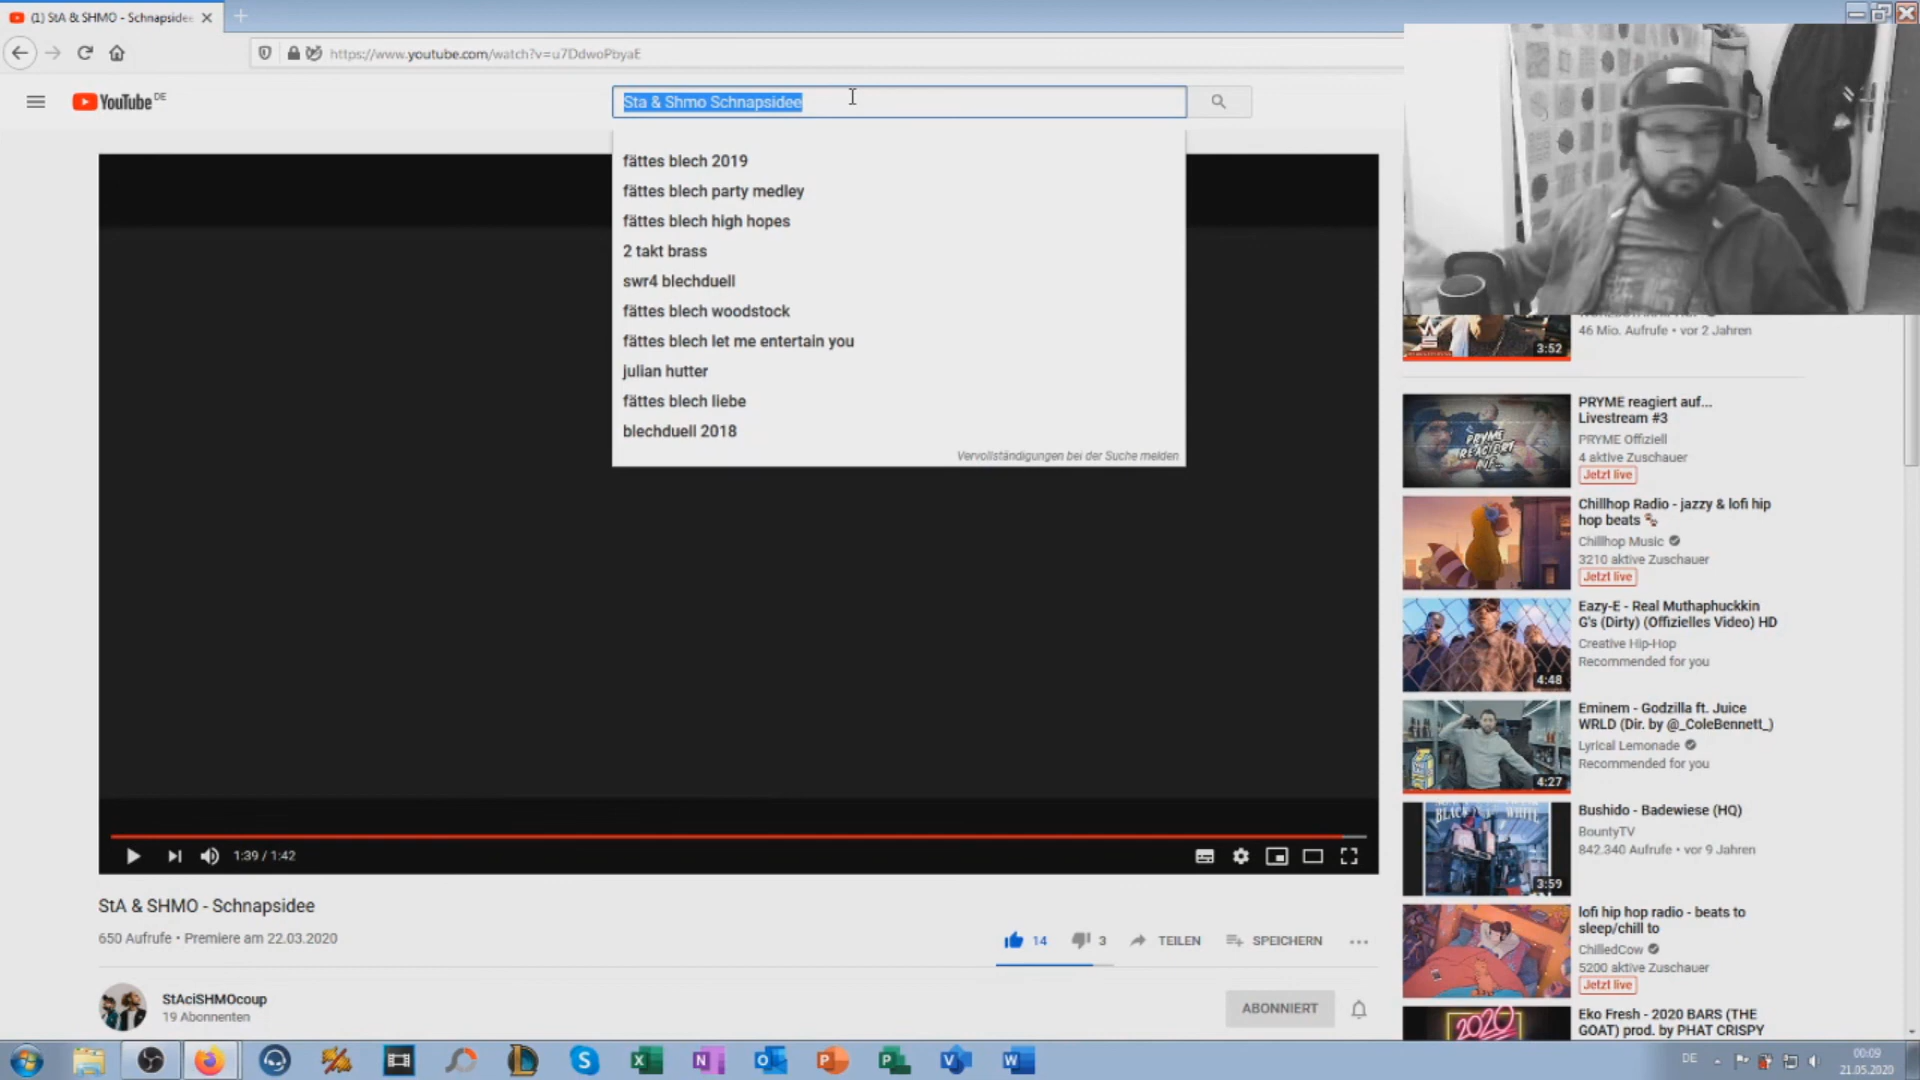 (1) StA & SHMO - Schnapsidee
https://www.youtube.com/watch?v=u7DdwoPbyaE
YouTube DE
Sta & Shmo Schnapsidee
fättes blech 2019
fättes blech party medley
fättes blech high hopes
2 takt brass
swr4 blechduell
fättes blech woodstock
fättes blech let me entertain you
julian hutter
fättes blech liebe
blechduell 2018
Vervollständigungen bei der Suche melden
1:39 / 1:42
StA & SHMO - Schnapsidee
650 Aufrufe • Premiere am 22.03.2020
14
3
TEILEN
SPEICHERN
StAciSHMOcoup
19 Abonnenten
ABONNIERT
46 Mio. Aufrufe • vor 2 Jahren
3:52
PRYME REAGIERT AUF...
PRYME reagiert auf...
Livestream #3
PRYME Offiziell
4 aktive Zuschauer
Jetzt live
Chillhop Radio - jazzy & lofi hip
hop beats
Chillhop Music
3210 aktive Zuschauer
Jetzt live
4:48
Eazy-E - Real Muthaphuckkin
G's (Dirty) (Offizielles Video) HD
Creative Hip-Hop
Recommended for you
4:27
Eminem - Godzilla ft. Juice
WRLD (Dir. by @_ColeBennett_)
Lyrical Lemonade
Recommended for you
3:59
Bushido - Badewiese (HQ)
BountyTV
842.340 Aufrufe • vor 9 Jahren
lofi hip hop radio - beats to
sleep/chill to
ChilledCow
5200 aktive Zuschauer
Jetzt live
2020
Eko Fresh - 2020 BARS (THE
GOAT) prod. by PHAT CRISPY
DE
00:09
21.05.2020